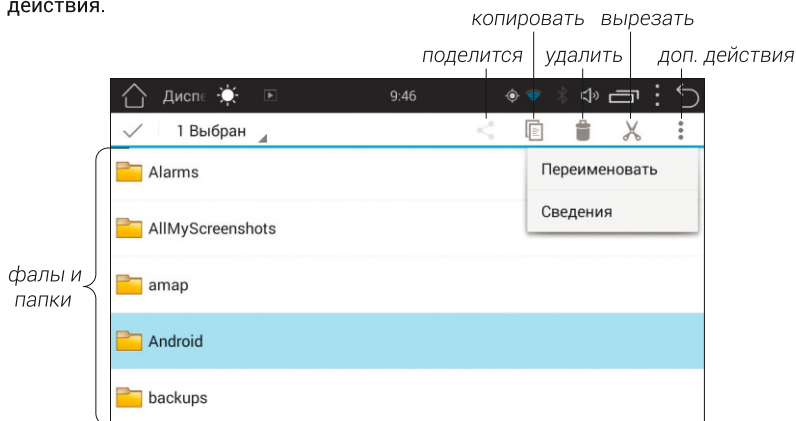 действия.
копировать вырезать
поделится удалить доп. действия
Диспе 9:46
1 Выбран
Alarms
Переименовать
Сведения
AllMyScreenshots
фалы и
папки
amap
Android
backups